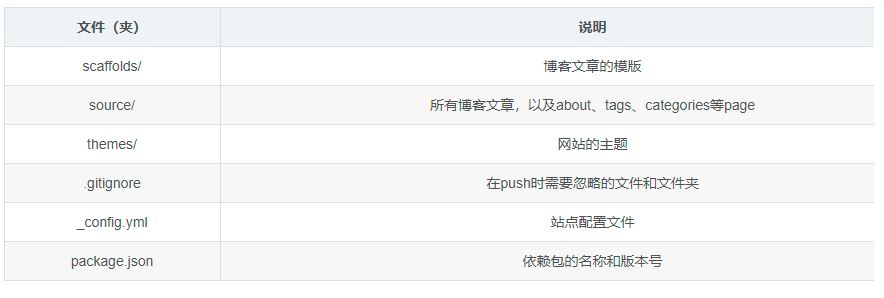 文件（夹） 说明
scaffolds/ 博客文章的模版
source/ 所有博客文章，以及about、tags、categories等page
themes/ 网站的主题
.gitignore 在push时需要忽略的文件和文件夹
_config.yml 站点配置文件
package.json 依赖包的名称和版本号